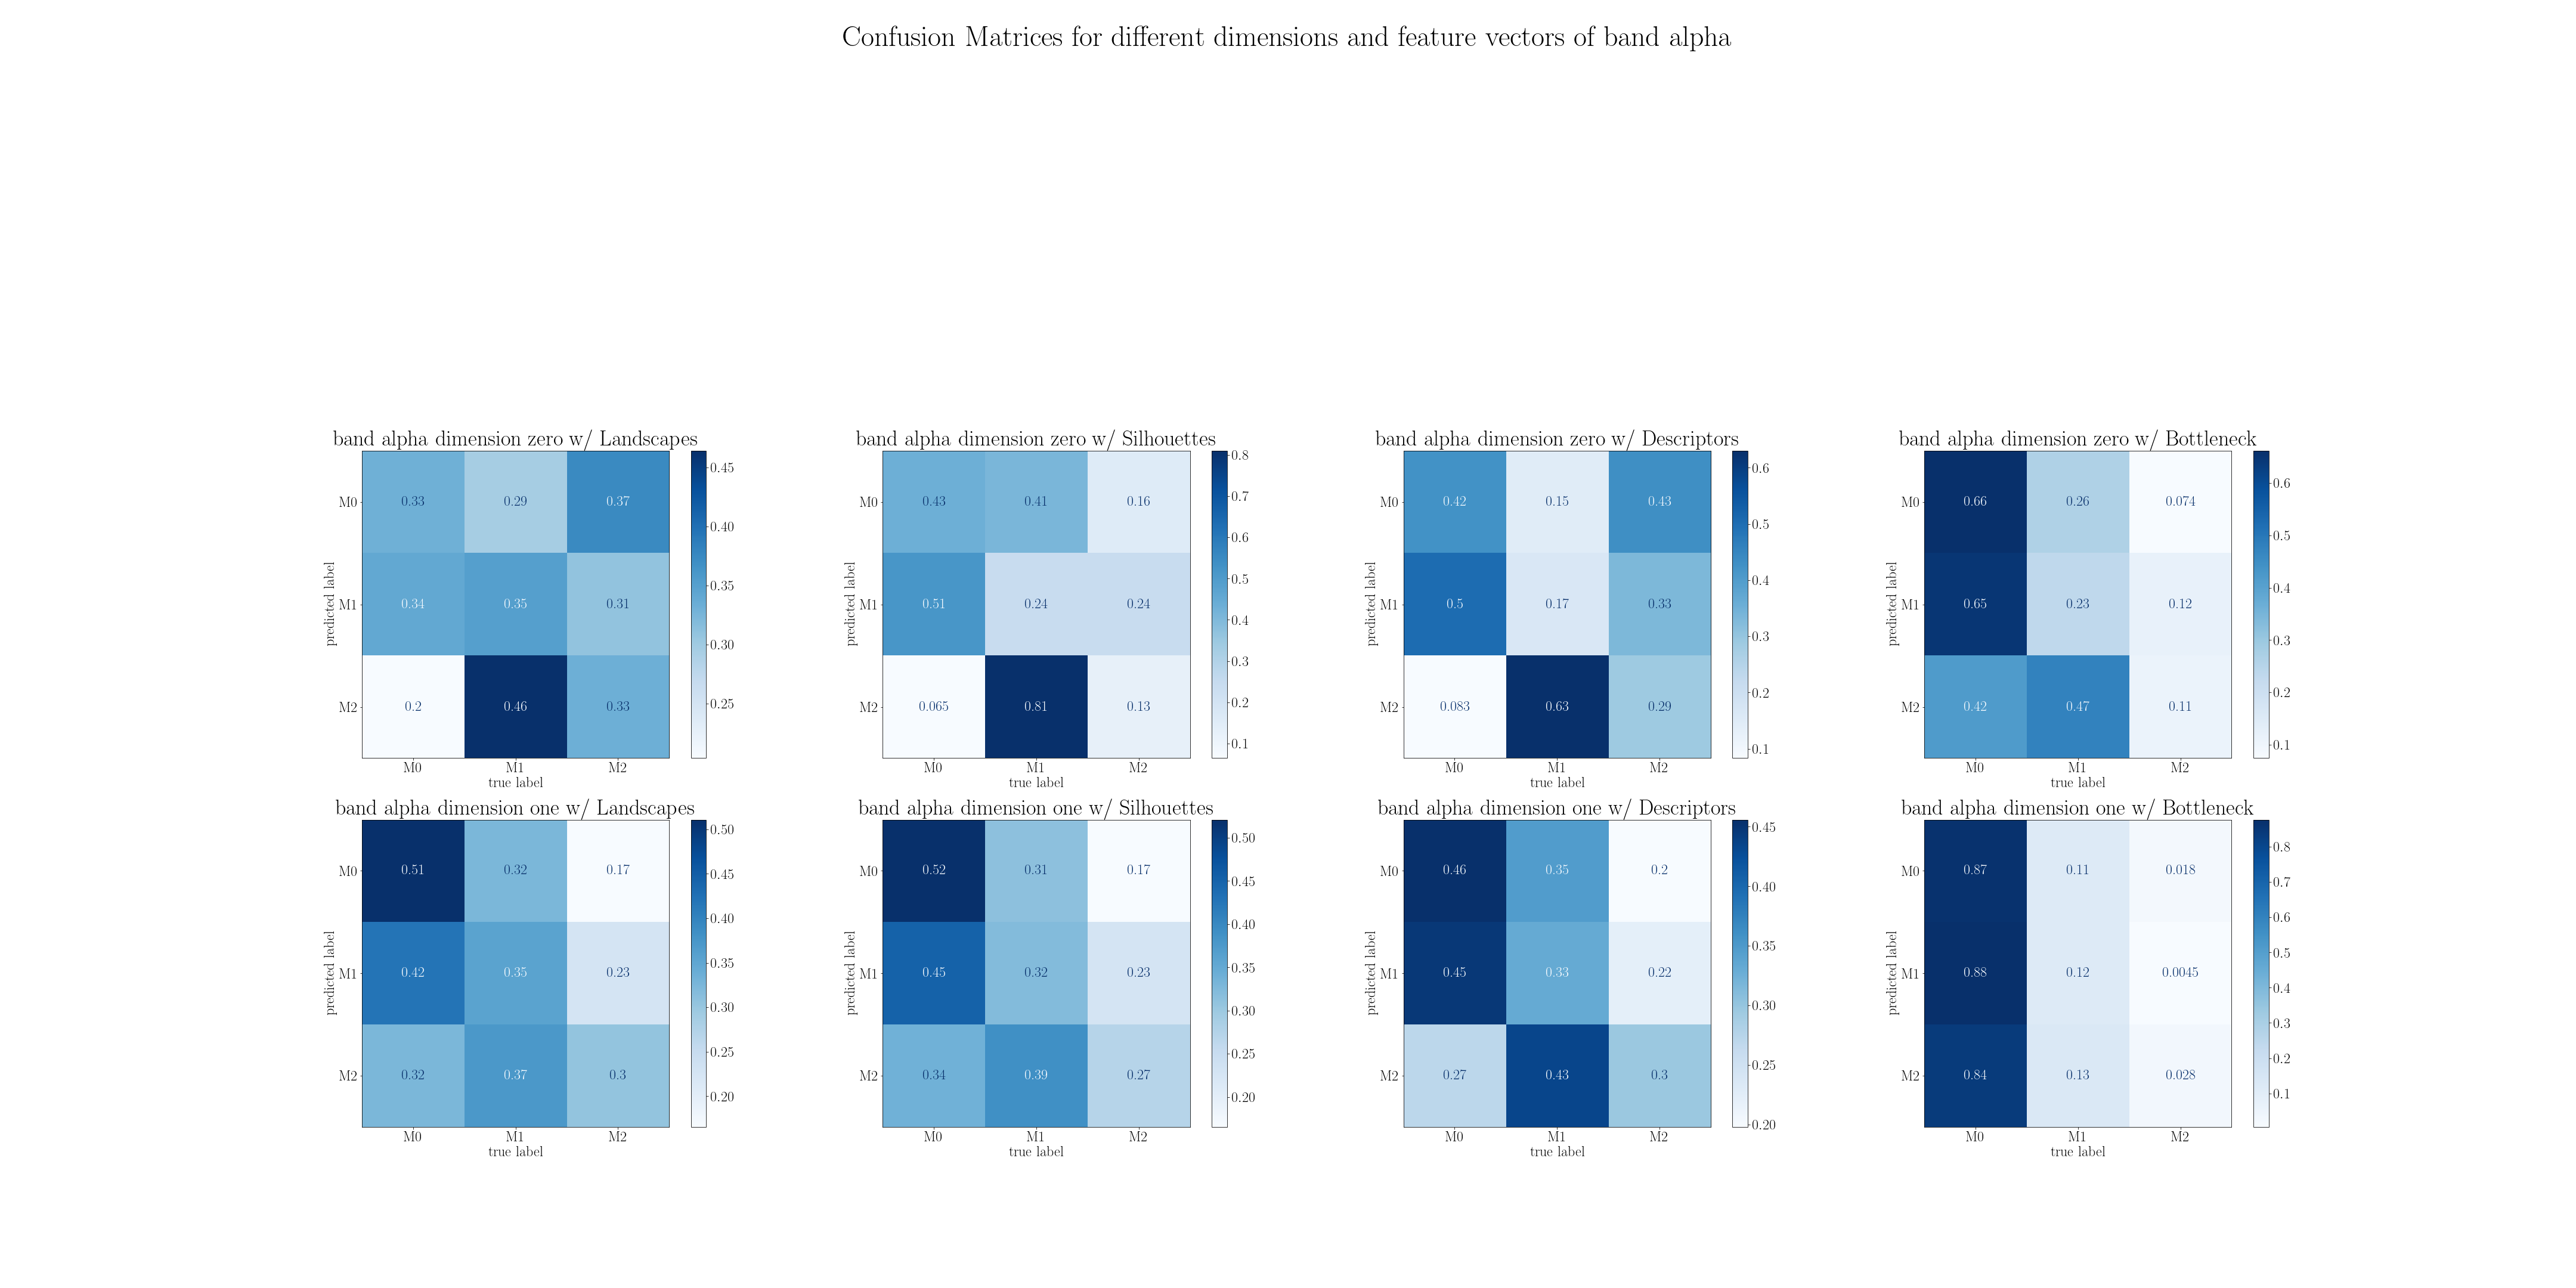 Confusion Matrices for different dimensions and feature vectors of band alpha
band alpha dimension zero w/ Landscapes
predicted label
M0 0.33 0.29 0.37
M1 0.34 0.35 0.31
M2 0.2 0.46 0.33
M0 M1 M2
true label
0.45
0.40
0.35
0.30
0.25
band alpha dimension zero w/ Silhouettes
predicted label
M0 0.43 0.41 0.16
M1 0.51 0.24 0.24
M2 0.065 0.81 0.13
M0 M1 M2
true label
0.8
0.7
0.6
0.5
0.4
0.3
0.2
0.1
band alpha dimension zero w/ Descriptors
predicted label
M0 0.42 0.15 0.43
M1 0.5 0.17 0.33
M2 0.083 0.63 0.29
M0 M1 M2
true label
0.6
0.5
0.4
0.3
0.2
0.1
band alpha dimension zero w/ Bottleneck
predicted label
M0 0.66 0.26 0.074
M1 0.65 0.23 0.12
M2 0.42 0.47 0.11
M0 M1 M2
true label
0.6
0.5
0.4
0.3
0.2
0.1
band alpha dimension one w/ Landscapes
predicted label
M0 0.51 0.32 0.17
M1 0.42 0.35 0.23
M2 0.32 0.37 0.3
M0 M1 M2
true label
0.50
0.45
0.40
0.35
0.30
0.25
0.20
band alpha dimension one w/ Silhouettes
predicted label
M0 0.52 0.31 0.17
M1 0.45 0.32 0.23
M2 0.34 0.39 0.27
M0 M1 M2
true label
0.50
0.45
0.40
0.35
0.30
0.25
0.20
band alpha dimension one w/ Descriptors
predicted label
M0 0.46 0.35 0.2
M1 0.45 0.33 0.22
M2 0.27 0.43 0.3
M0 M1 M2
true label
0.45
0.40
0.35
0.30
0.25
0.20
band alpha dimension one w/ Bottleneck
predicted label
M0 0.87 0.11 0.018
M1 0.88 0.12 0.0045
M2 0.84 0.13 0.028
M0 M1 M2
true label
0.8
0.7
0.6
0.5
0.4
0.3
0.2
0.1